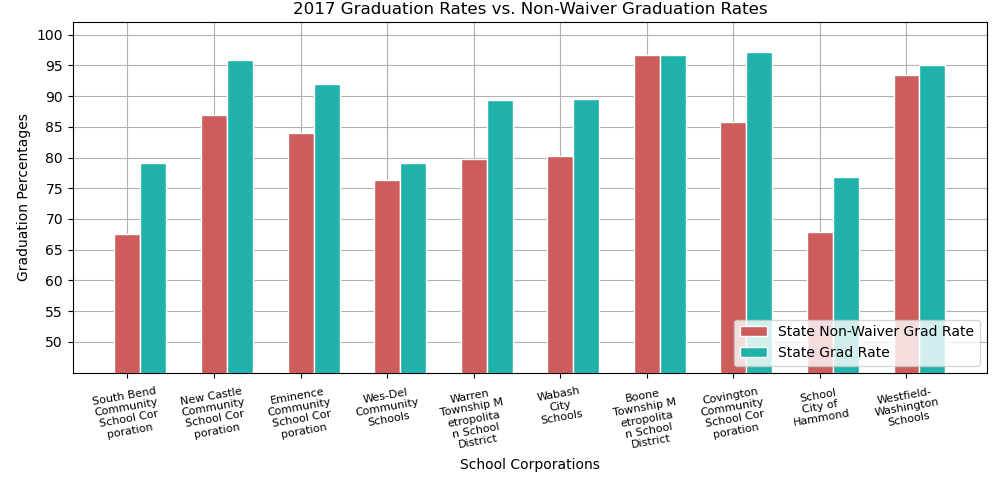 2017 Graduation Rates vs. Non-Waiver Graduation Rates
Graduation Percentages
100
95
90
85
80
75
70
65
60
55
50
State Non-Waiver Grad Rate
State Grad Rate
South Bend
Community
School Cor
poration
New Castle
Community
School Cor
poration
Eminence
Community
School Cor
poration
Wes-Del
Community
Schools
Warren
Township M
etropolita
n School
District
Wabash
City
Schools
Boone
Township M
etropolita
n School
District
Covington
Community
School Cor
poration
School
City of
Hammond
Westfield-
Washington
Schools
School Corporations